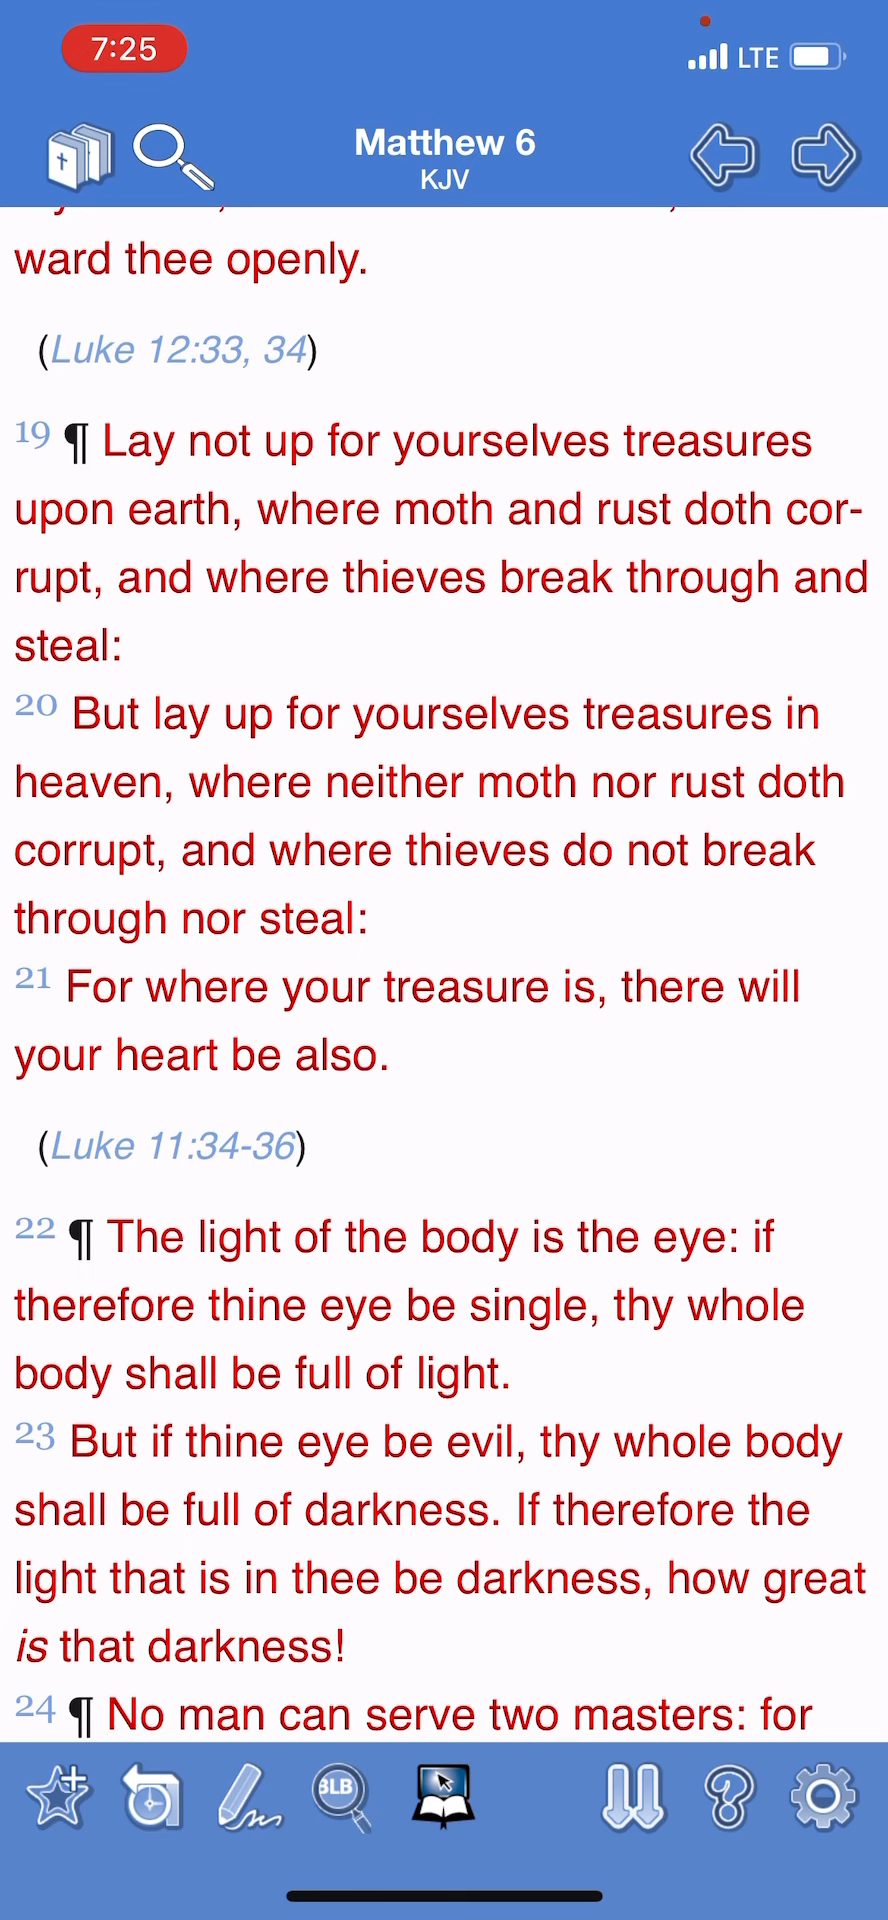 7:25
LTE
Matthew 6
KJV
ward thee openly.
(Luke 12:33, 34)
19 ¶ Lay not up for yourselves treasures
upon earth, where moth and rust doth cor-
rupt, and where thieves break through and
steal:
20 But lay up for yourselves treasures in
heaven, where neither moth nor rust doth
corrupt, and where thieves do not break
through nor steal:
21 For where your treasure is, there will
your heart be also.
(Luke 11:34-36)
22 ¶ The light of the body is the eye: if
therefore thine eye be single, thy whole
body shall be full of light.
23 But if thine eye be evil, thy whole body
shall be full of darkness. If therefore the
light that is in thee be darkness, how great
is that darkness!
24 ¶ No man can serve two masters: for
BLB